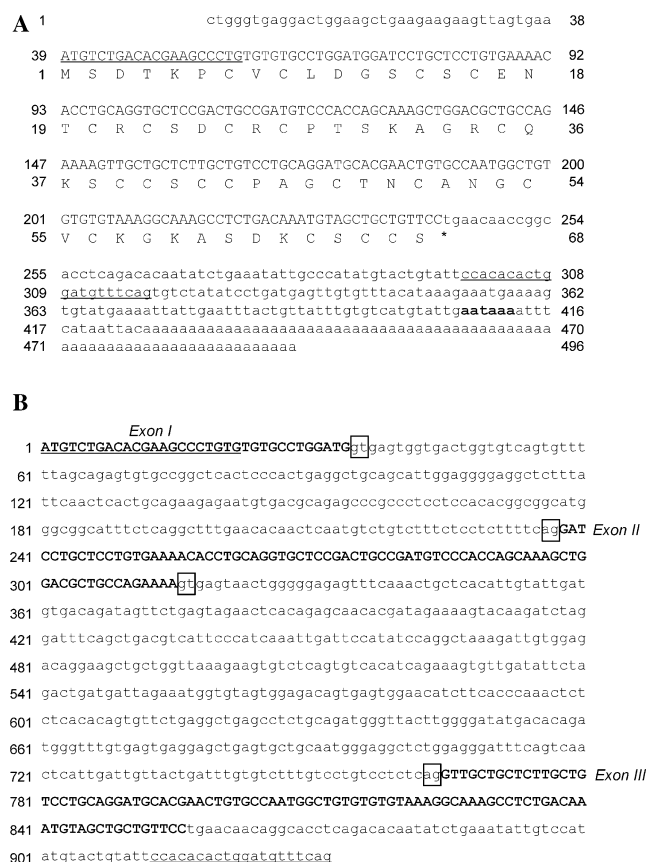 A
1 ctgggtgaggactggaagctgaagaagaagttagtgaa 38
39 ATGTCTGACACGAAGCCCTGTGTGTGCCTGGATGGATCCTGCTCCTGTGAAAAC 92
1 M S D T K P C V C L D G S C S C E N 18
93 ACCTGCAGGTGCTCCGACTGCCGATGTCCCACCAGCAAAGCTGGACGCTGCCAG 146
19 T C R C S D C R C P T S K A G R C Q 36
147 AAAAGTTGCTGCTCTTGCTGTCCTGCAGGATGCACGAACTGTGCCAATGGCTGT 200
37 K S C C S C C P A G C T N C A N G C 54
201 GTGTGTAAAGGCAAAGCCTCTGACAAATGTAGCTGCTGTTCCtgaacaaccggc 254
55 V C K G K A S D K C S C C S * 68
255 acctcagacacaatatctgaaatattgcccatatgtactgtattccacacactg 308
309 gatgtttcagtgtctatatcctgatgagttgtgtttacataaagaaatgaaaag 362
363 tgtatgaaaattattgaatttactgttatttgtgtcatgtattgaataaaattt 416
417 cataattacaaaaaaaaaaaaaaaaaaaaaaaaaaaaaaaaaaaaaaaaaaaaa 470
471 aaaaaaaaaaaaaaaaaaaaaaaaaa 496
B
Exon I
1 ATGTCTGACACGAAGCCCTGTGTGTGCCTGGATGgtgagtggtgactggtgtcagtgttt
61 ttagcagagtgtgccggctcactcccactgaggctgcagcattggaggggaggctcttta
121 ttcaactcactgcagaagagaatgtgacgcagagcccgccctcctccacacggcggcatg
181 ggcggcatttctcaggctttgaacacaactcaatgtctgtctttctcctcttttcagGAT Exon II
241 CCTGCTCCTGTGAAAACACCTGCAGGTGCTCCGACTGCCGATGTCCCACCAGCAAAGCTG
301 GACGCTGCCAGAAAAgtgagtaactgggggagagtttcaaactgctcacattgtattgat
361 gtgacagatagttctgagtagaactcacagagcaacacgatagaaaagtacaagatctag
421 gatttcagctgacgtcattcccatcaaattgattccatatccaggctaaagattgtggag
481 acaggaagctgctggttaaagaagtgtctcagtgtcacatcagaaagtgttgatattcta
541 gactgatgattagaaatggtgtagtggagacagtgagtggaacatcttcacccaaactct
601 ctcacacagtgttctgaggctgagcctctgcagatgggttacttggggatatgacacaga
661 tgggtttgtgagtgaggagctgagtgctgcaatgggaggctctggagggatttcagtcaa
721 ctcattgattgttactgatttgtgtctttgtcctgtcctctcagGTTGCTGCTCTTGCTG Exon III
781 TCCTGCAGGATGCACGAACTGTGCCAATGGCTGTGTGTGTAAAGGCAAAGCCTCTGACAA
841 ATGTAGCTGCTGTTCCtgaacaacaggcacctcagacacaatatctgaaatattgtccat
901 atgtactgtattccacacactggatgtttcag